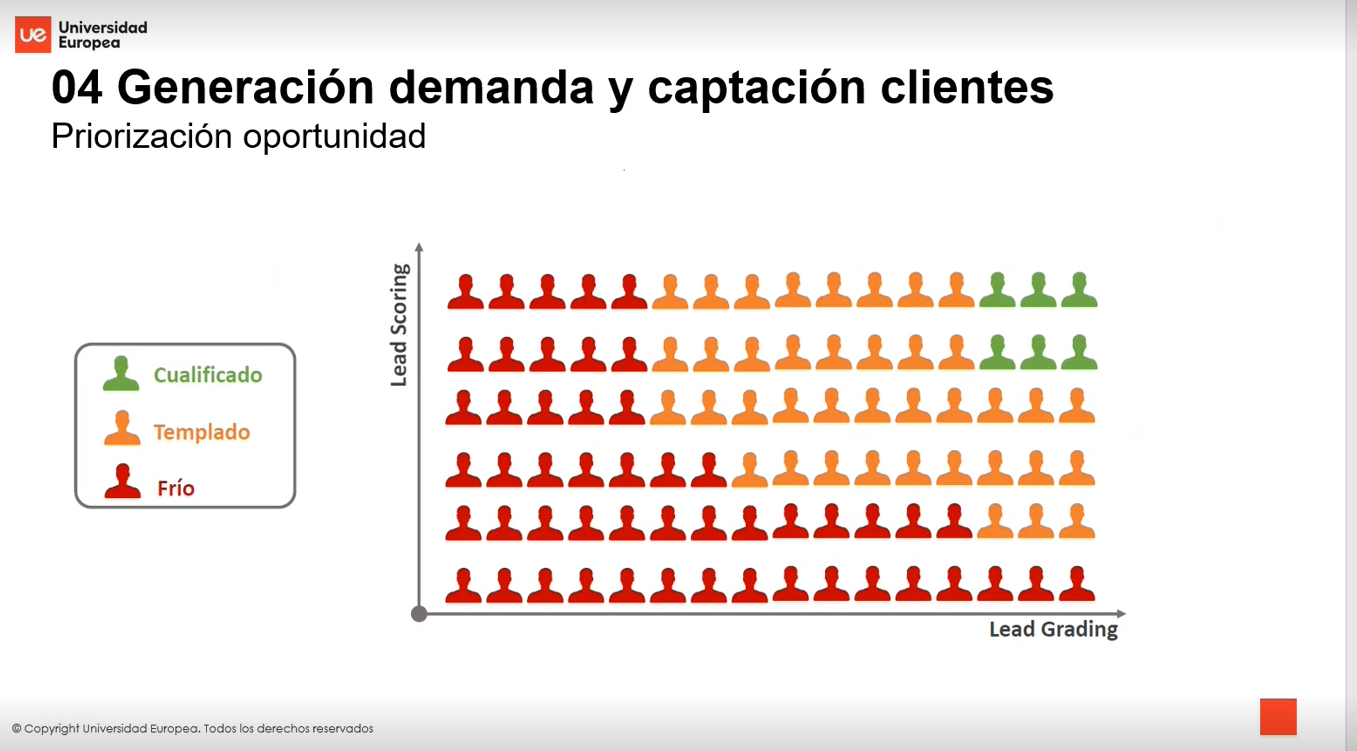 ue Universidad
Europea
04 Generación demanda y captación clientes
Priorización oportunidad
Lead Scoring
Cualificado
Templado
Frío
Lead Grading
© Copyright Universidad Europea. Todos los derechos reservados